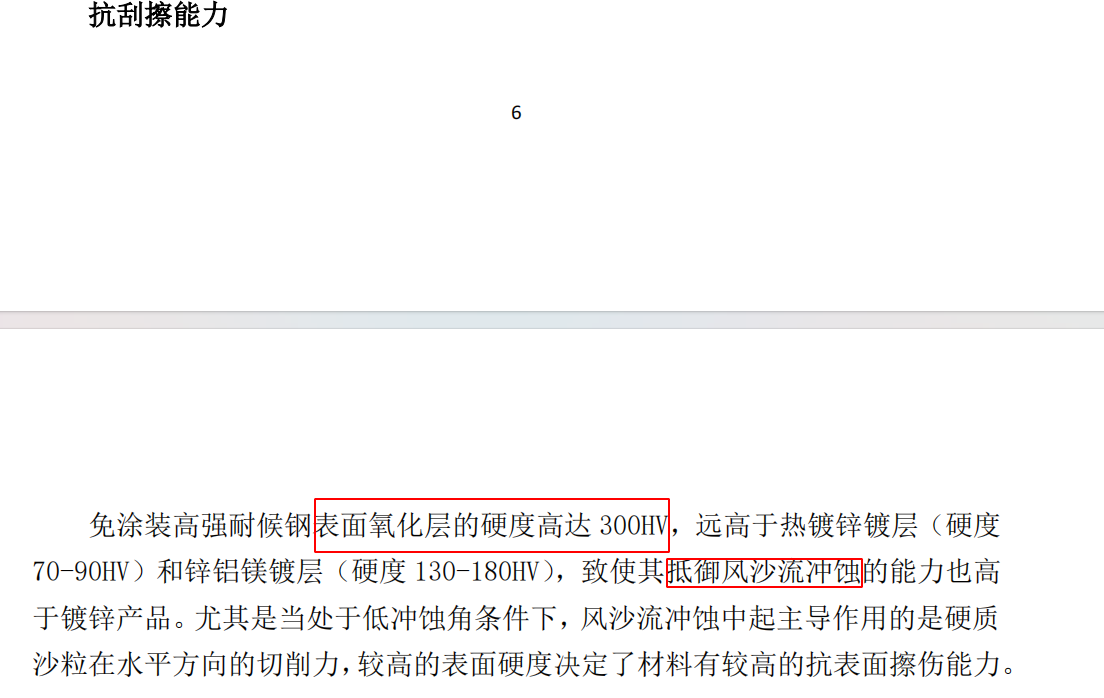 抗刮擦能力
6
免涂装高强耐候钢表面氧化层的硬度高达 300HV，远高于热镀锌镀层（硬度
70-90HV）和锌铝镁镀层（硬度 130-180HV），致使其抵御风沙流冲蚀的能力也高
于镀锌产品。尤其是当处于低冲蚀角条件下，风沙流冲蚀中起主导作用的是硬质
沙粒在水平方向的切削力，较高的表面硬度决定了材料有较高的抗表面擦伤能力。